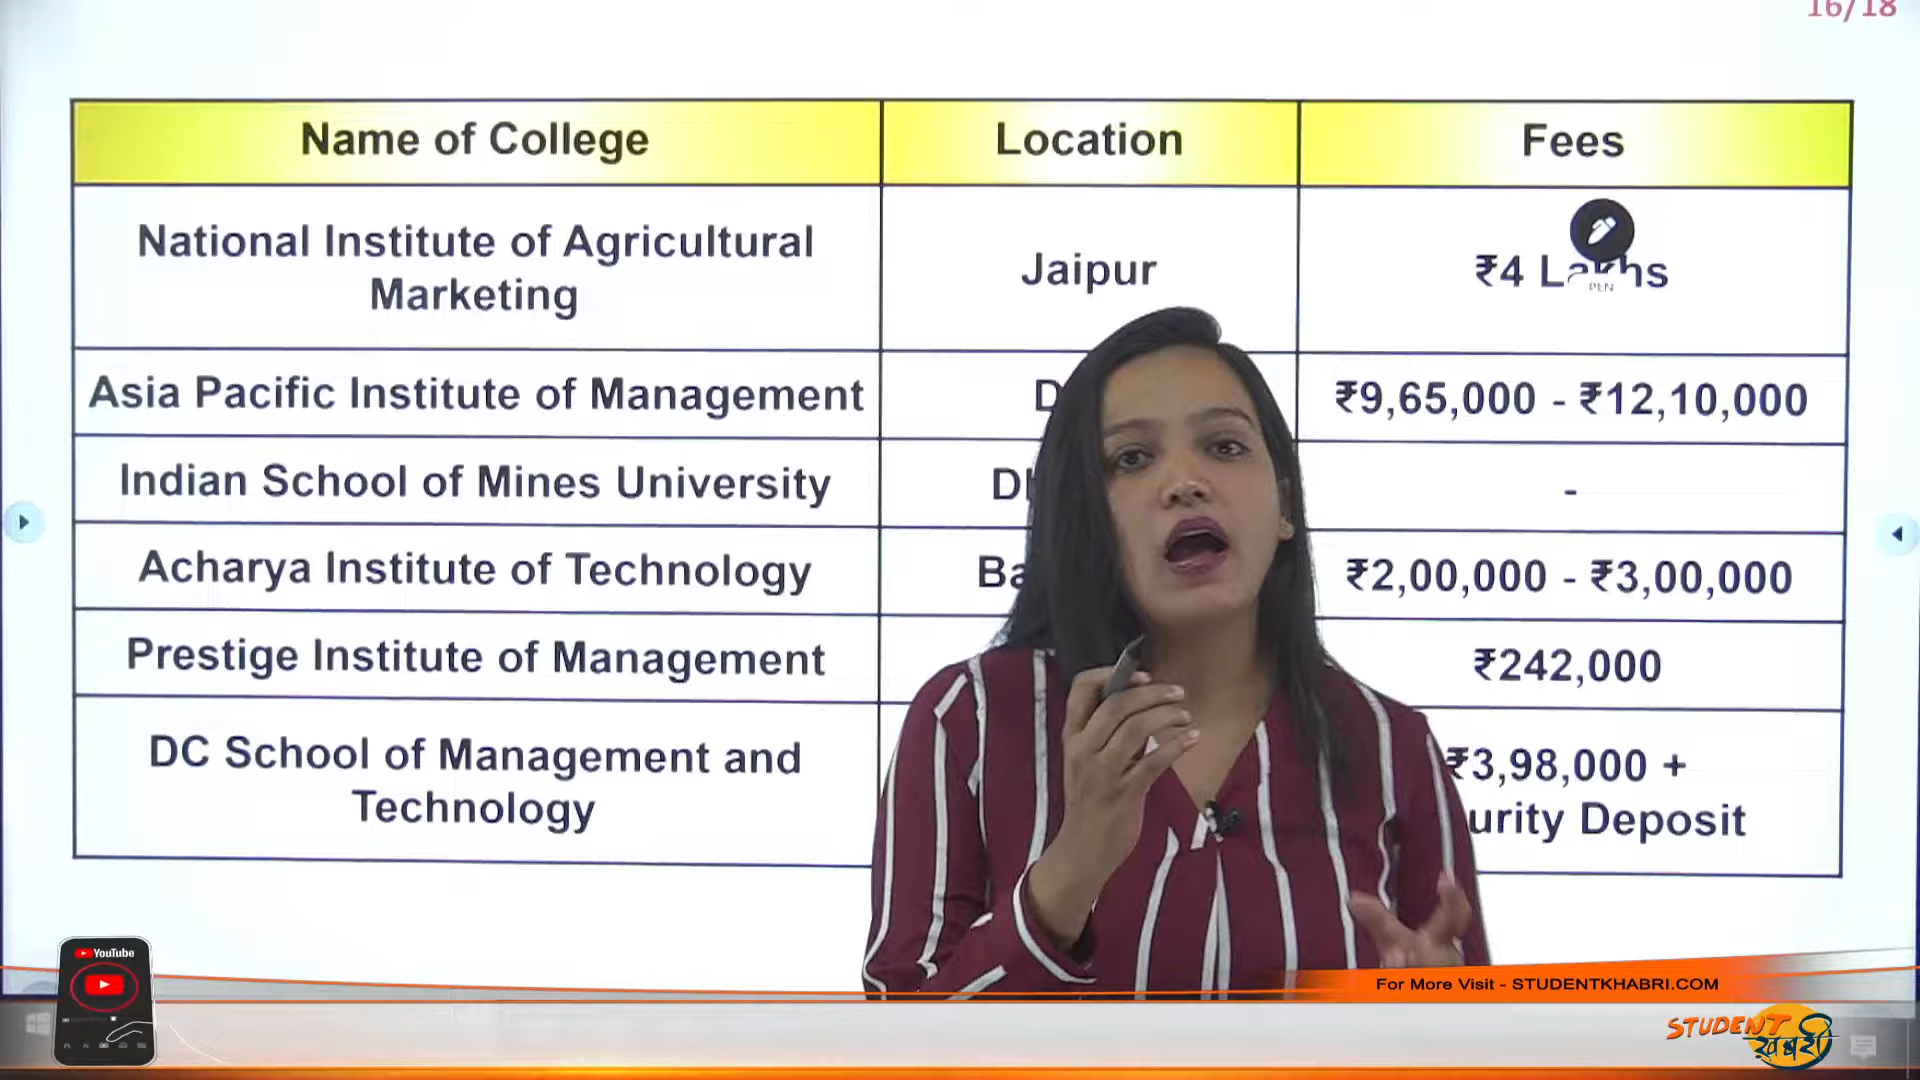 16/18
Name of College
Location
Fees
National Institute of Agricultural
Marketing
Jaipur
₹4 Lakhs
PEN
Asia Pacific Institute of Management
₹9,65,000 - ₹12,10,000
Indian School of Mines University
-
Acharya Institute of Technology
₹2,00,000 - ₹3,00,000
Prestige Institute of Management
₹242,000
DC School of Management and
Technology
₹3,98,000 +
Deposit
YouTube
For More Visit - STUDENTKHABRI.COM
STUDENT
ख़बरी